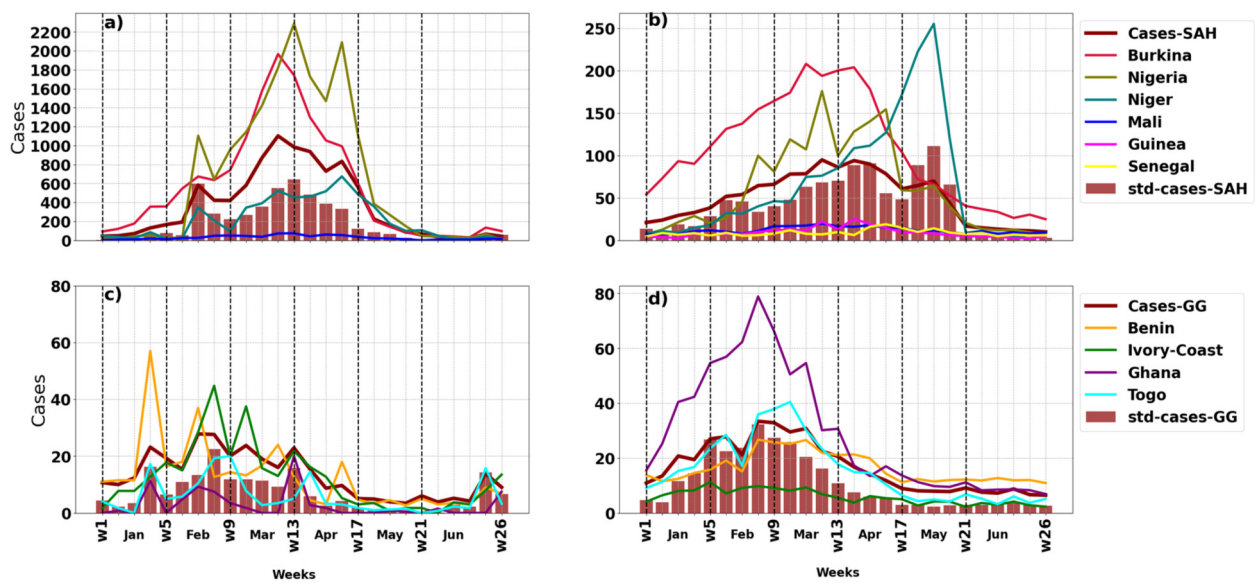 a)
Cases
2200
2000
1800
1600
1400
1200
1000
800
600
400
200
0
b)
250
200
150
100
50
0
Cases-SAH
Burkina
Nigeria
Niger
Mali
Guinea
Senegal
std-cases-SAH
c)
Cases
80
60
40
20
0
w1 Jan w5 Feb w9 Mar w13 Apr w17 May w21 Jun w26
Weeks
d)
80
60
40
20
0
w1 Jan w5 Feb w9 Mar w13 Apr w17 May w21 Jun w26
Weeks
Cases-GG
Benin
Ivory-Coast
Ghana
Togo
std-cases-GG